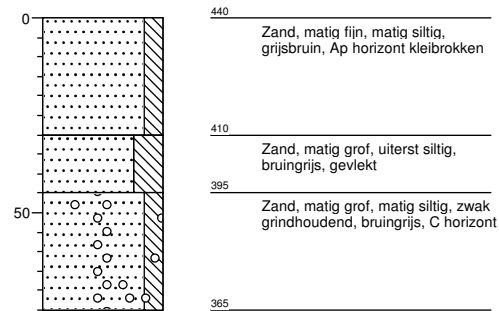 0
440
Zand, matig fijn, matig siltig,
grijsbruin, Ap horizont kleibrokken
410
Zand, matig grof, uiterst siltig,
bruingrijs, gevlekt
395
50
Zand, matig grof, matig siltig, zwak
grindhoudend, bruingrijs, C horizont
365